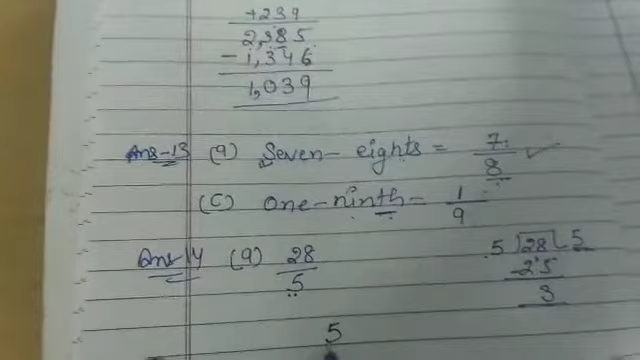 +239
2,385
- 1,346
1,039
Ans-13 (a) Seven-eights = 7/8 ✓
(C) One-ninth - 1/9
Ans-14 (a) 28/5 5)28(5
-25
3
5